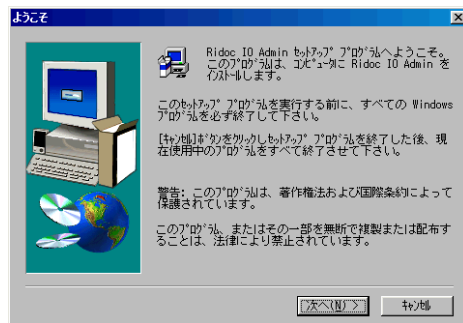 ようこそ
Ridoc IO Admin ｾｯﾄｱｯﾌﾟ ﾌﾟﾛｸﾞﾗﾑへようこそ。
このﾌﾟﾛｸﾞﾗﾑは、ｺﾝﾋﾟｭｰﾀに Ridoc IO Admin を
ｲﾝｽﾄｰﾙします。
このｾｯﾄｱｯﾌﾟ ﾌﾟﾛｸﾞﾗﾑを実行する前に、すべての Windows
ﾌﾟﾛｸﾞﾗﾑを必ず終了して下さい。
[ｷｬﾝｾﾙ]ﾎﾞﾀﾝをｸﾘｯｸしｾｯﾄｱｯﾌﾟ ﾌﾟﾛｸﾞﾗﾑを終了した後、現
在使用中のﾌﾟﾛｸﾞﾗﾑをすべて終了させて下さい。
警告: このﾌﾟﾛｸﾞﾗﾑは、著作権法および国際条約によって
保護されています。
このﾌﾟﾛｸﾞﾗﾑ、またはその一部を無断で複製または配布す
ることは、法律により禁止されています。
次へ(N) >
ｷｬﾝｾﾙ